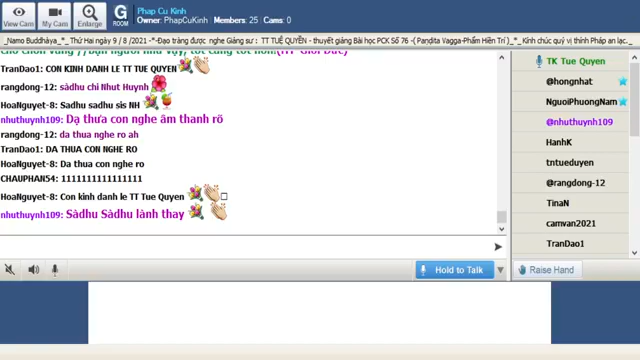 View Cam
My Cam
Enlarge
G
ROOM
Phap Cu Kinh
Owner: PhapCuKinh • Members: 25 • Cams: 0
_Namo Buddhàya_*_ Thứ Hai ngày 9 / 8 /2021 -*-Đạo tràng được nghe Giảng sư : TT TUỆ QUYỀN - thuyết giảng Bài học PCK Số 76 -( Paṇḍita Vagga-Phẩm Hiền Trí )_*_ Kính chúc quý vị thính Pháp an lạc._
TranDao1: CON KINH DANH LE TT TUE QUYEN
rangdong-12: sàdhu chi Nhut Huynh
HoaNguyet-8: Sadhu sadhu sis NH
nhuthuynh109: Dạ thưa con nghe âm thanh rõ
rangdong-12: da thua con nghe ro ah
TranDao1: DA THUA CON NGHE RO
HoaNguyet-8: Da thua con nghe ro
CHAUPHAN54: 1111111111111111
HoaNguyet-8: Con kinh danh le TT Tue Quyen
nhuthuynh109: Sàdhu Sàdhu lành thay
Hold to Talk
TK Tue Quyen
@hongnhat
NguoiPhuongNam
@nhuthuynh109
HanhK
tntueduyen
@rangdong-12
TinaN
camvan2021
TranDao1
Raise Hand